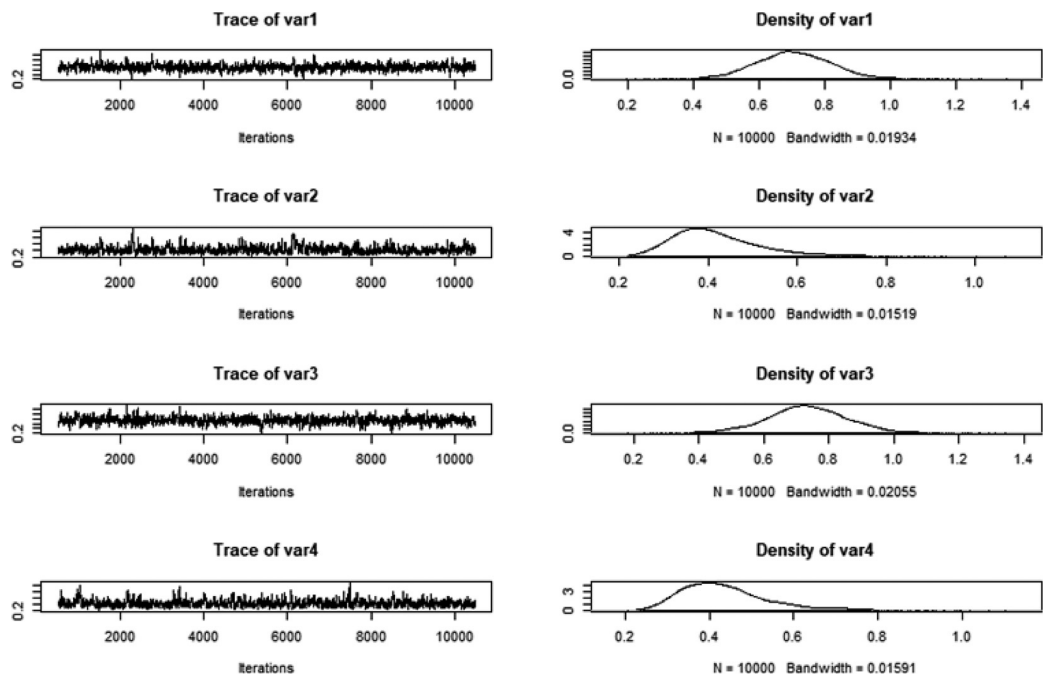 Trace of var1
0.2
2000 4000 6000 8000 10000
Iterations
Density of var1
0.0
0.2 0.4 0.6 0.8 1.0 1.2 1.4
N = 10000 Bandwidth = 0.01934
Trace of var2
0.2
2000 4000 6000 8000 10000
Iterations
Density of var2
4
0
0.2 0.4 0.6 0.8 1.0
N = 10000 Bandwidth = 0.01519
Trace of var3
0.2
2000 4000 6000 8000 10000
Iterations
Density of var3
0.0
0.2 0.4 0.6 0.8 1.0 1.2 1.4
N = 10000 Bandwidth = 0.02055
Trace of var4
0.2
2000 4000 6000 8000 10000
Iterations
Density of var4
3
0
0.2 0.4 0.6 0.8 1.0
N = 10000 Bandwidth = 0.01591